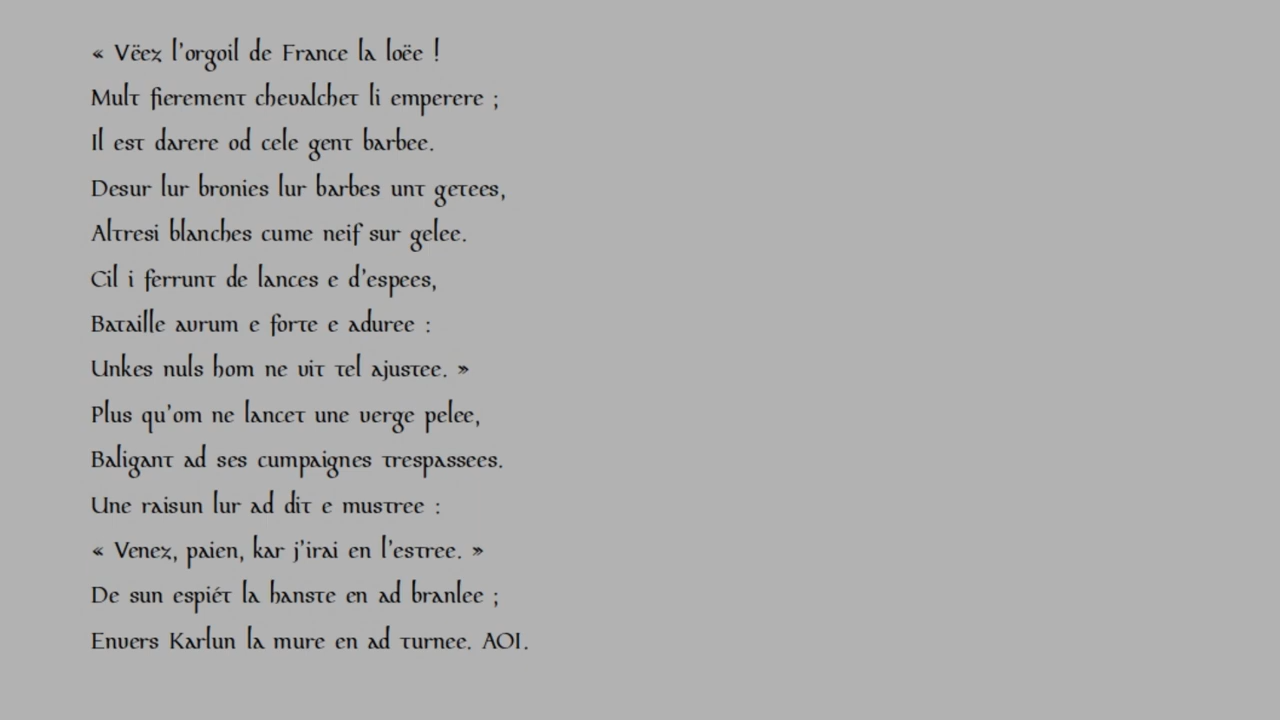 « Vëez l'orgoil de France la loëe !
Mult fierement chevalchet li emperere ;
Il est darere od cele gent barbee.
Desur lur bronies lur barbes unt getees,
Altresi blanches cume neif sur gelee.
Cil i ferrunt de lances e d'espees,
Bataille avrum e forte e aduree :
Unkes nuls hom ne vit tel ajustee. »
Plus qu'om ne lancet une verge pelee,
Baligant ad ses cumpaignes trespassees.
Une raisun lur ad dit e mustree :
« Venez, paien, kar j'irai en l'estree. »
De sun espiét la hanste en ad branlee ;
Envers Karlun la mure en ad turnee. AOI.